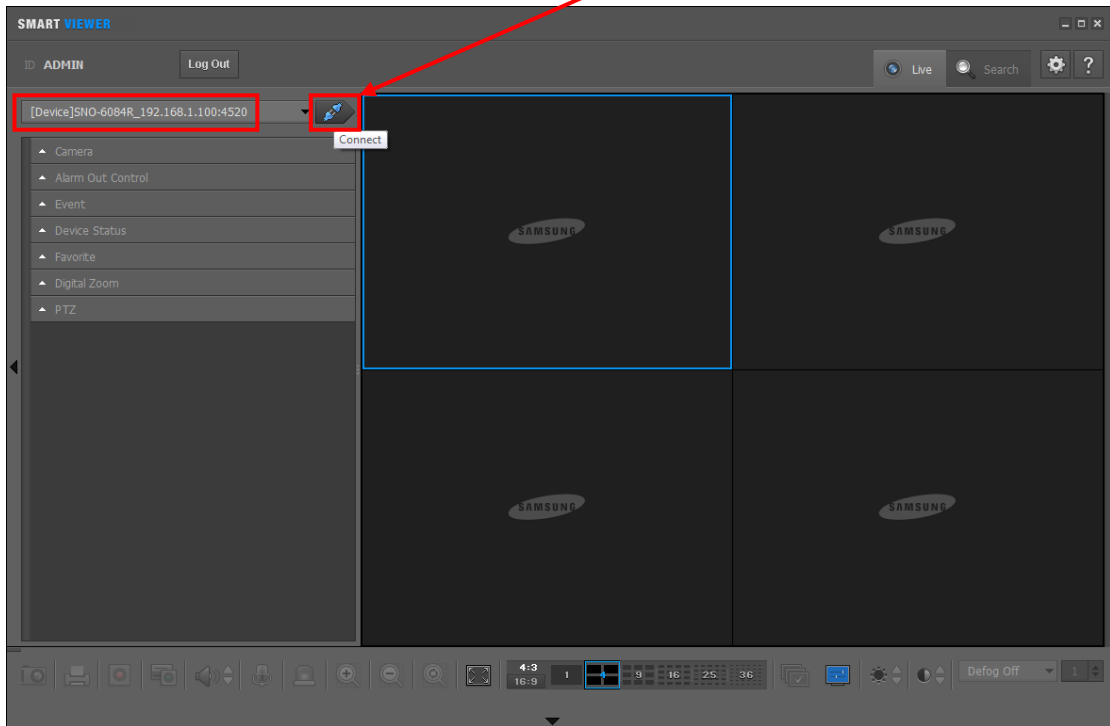 SMART VIEWER
ID ADMIN
Log Out
Live
Search
?
[Device]SNO-6084R_192.168.1.100:4520
Connect
Camera
Alarm Out Control
Event
Device Status
Favorite
Digital Zoom
PTZ
SAMSUNG
SAMSUNG
SAMSUNG
SAMSUNG
4:3
16:9
1
4
9
16
25
36
Defog Off
1